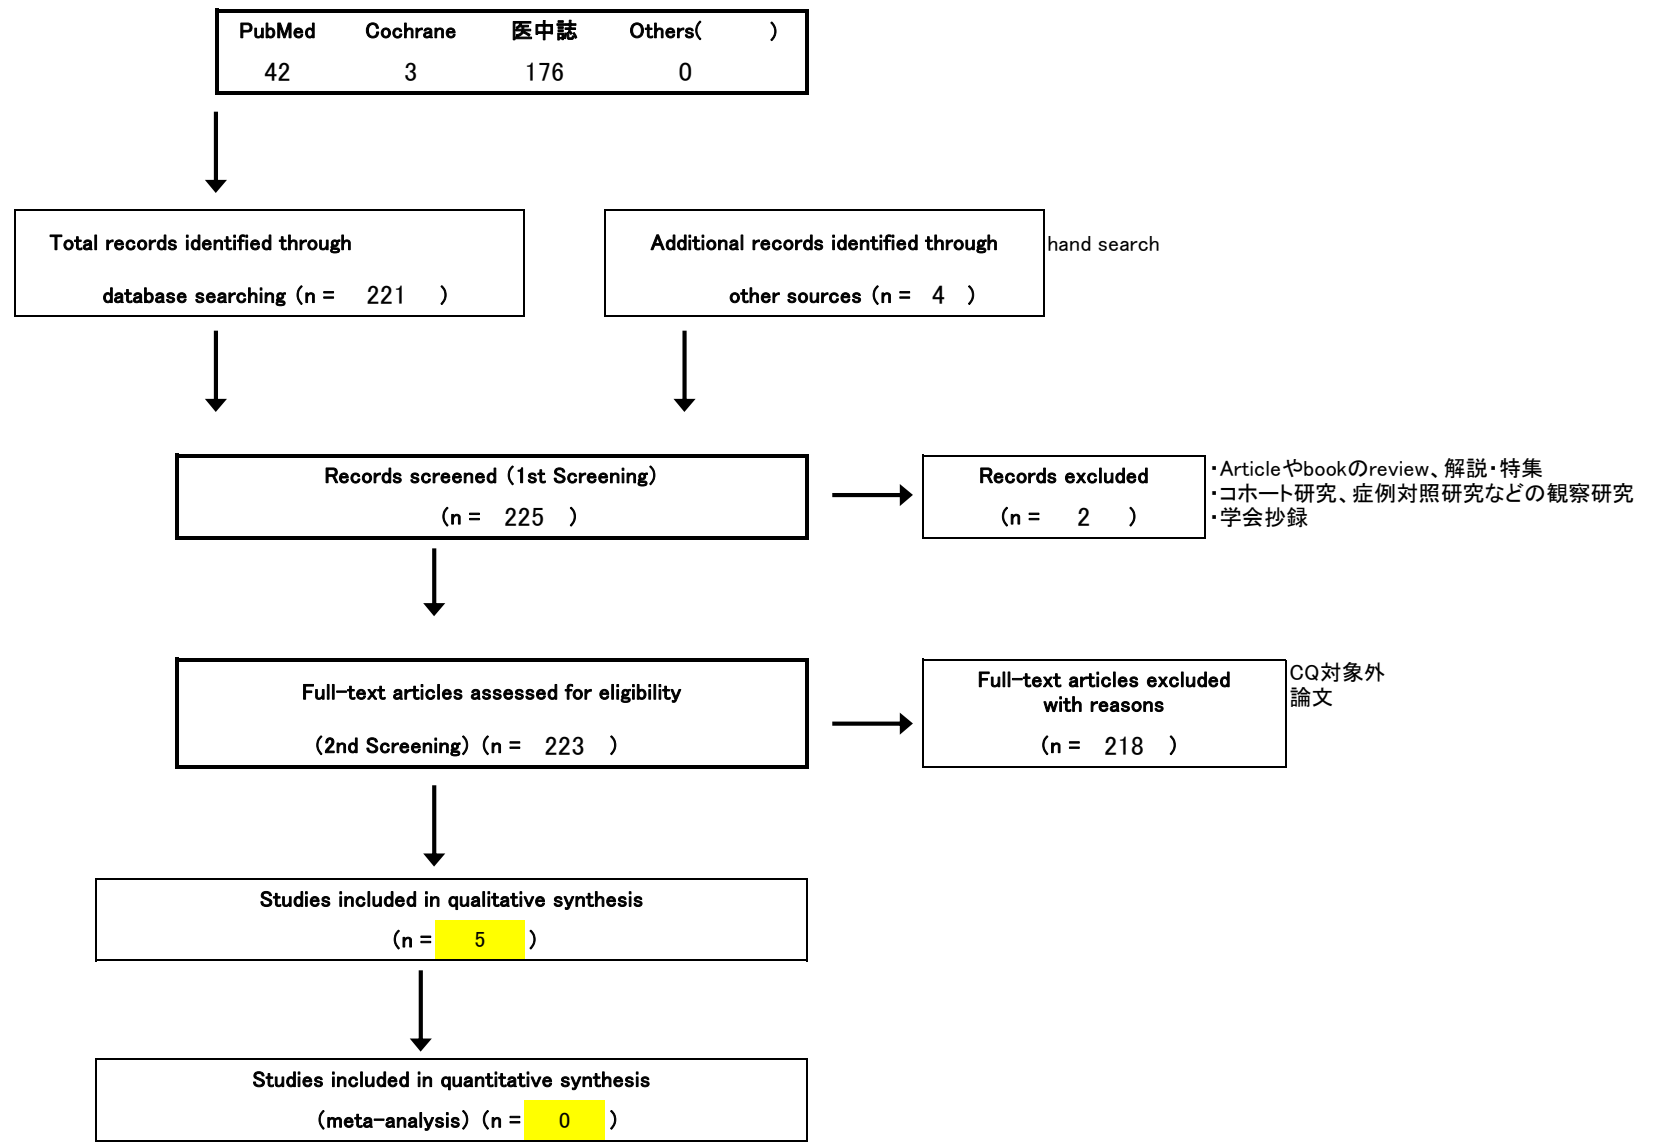 PubMed Cochrane 医中誌 Others( )
42 3 176 0
Total records identified through
database searching (n = 221 )
Additional records identified through
other sources (n = 4 )
hand search
Records screened (1st Screening)
(n = 225 )
Records excluded
(n = 2 )
・Articleやbookのreview、解説・特集
・コホート研究、症例対照研究などの観察研究
・学会抄録
Full-text articles assessed for eligibility
(2nd Screening) (n = 223 )
Full-text articles excluded
with reasons
(n = 218 )
CQ対象外
論文
Studies included in qualitative synthesis
(n = 5 )
Studies included in quantitative synthesis
(meta-analysis) (n = 0 )